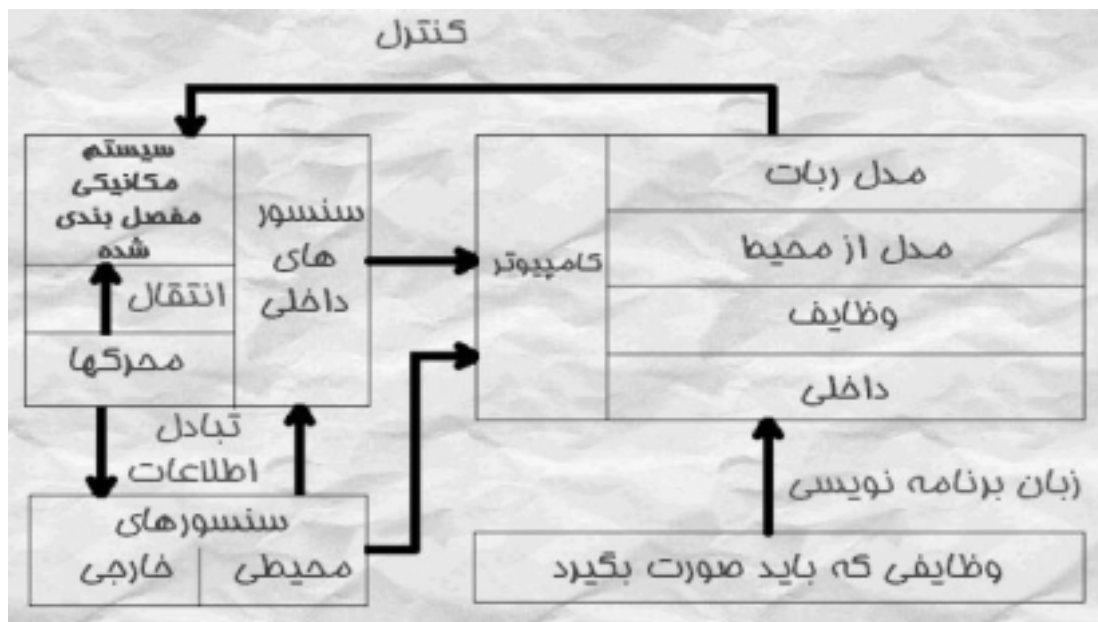 کنترل
سیستم
مکانیکی
مفصل بندی
شده
انتقال
محرکها
سنسور
های
داخلی
کامپیوتر
مدل ربات
مدل از محیط
وظایف
داخلی
تبادل
اطلاعات
سنسورهای
محیطی
خارجی
زبان برنامه نویسی
وظایفی که باید صورت بگیرد